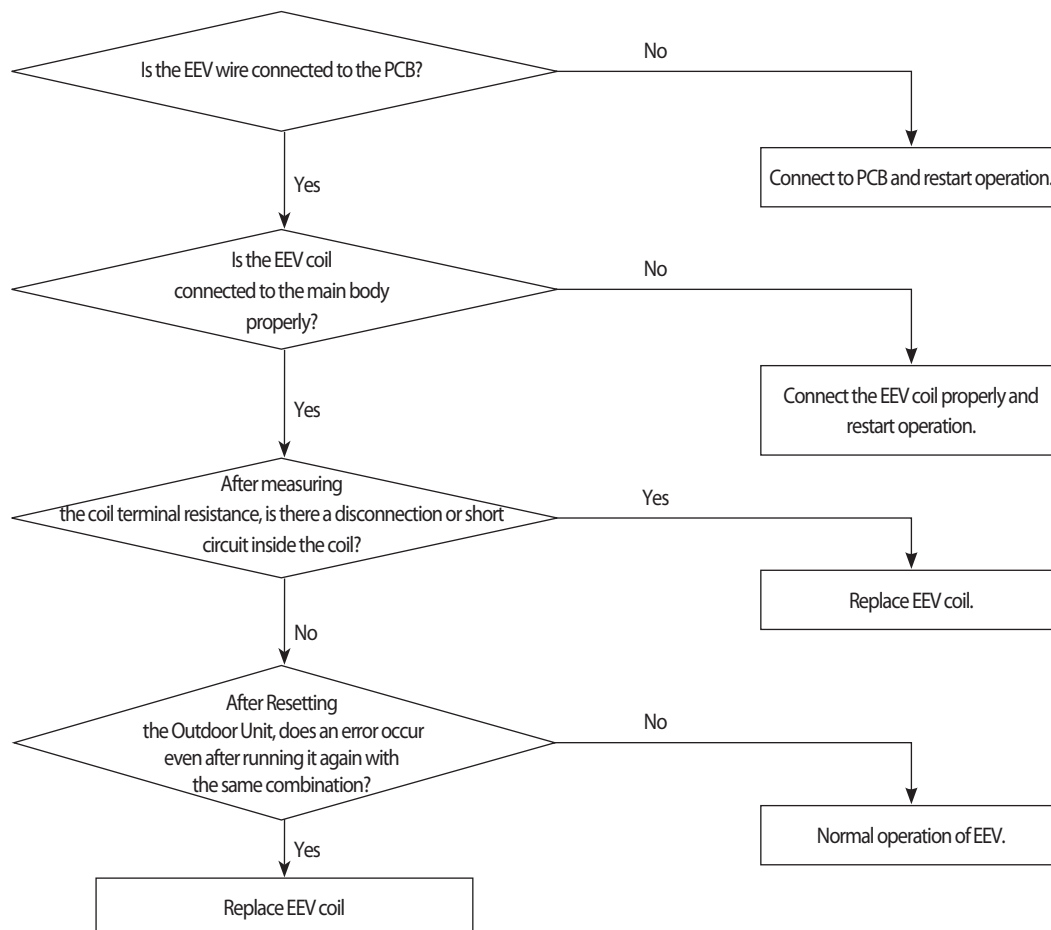 Is the EEV wire connected to the PCB?
No
Connect to PCB and restart operation.
Yes
Is the EEV coil
connected to the main body
properly?
No
Connect the EEV coil properly and
restart operation.
Yes
After measuring
the coil terminal resistance, is there a disconnection or short
circuit inside the coil?
Yes
Replace EEV coil.
No
After Resetting
the Outdoor Unit, does an error occur
even after running it again with
the same combination?
No
Normal operation of EEV.
Yes
Replace EEV coil